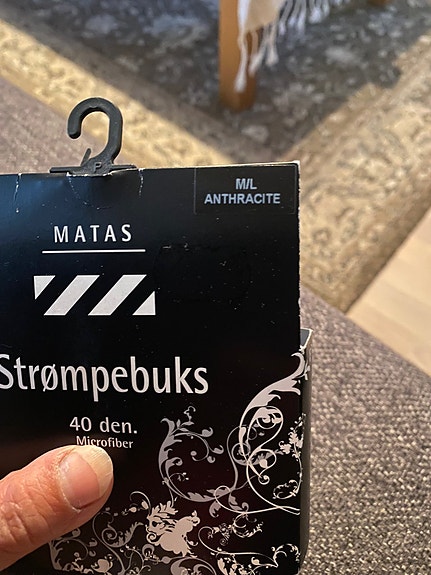 M/L
ANTHRACITE
MATAS
Strømpebuks
40 den.
Microfiber